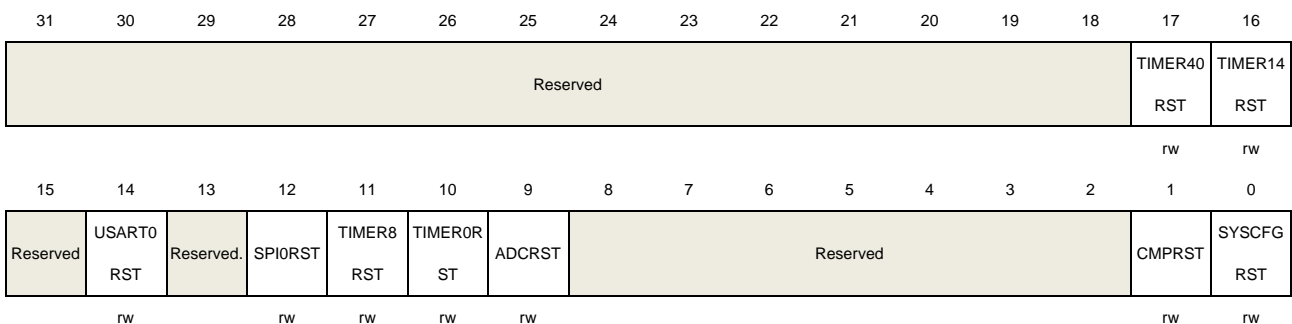 31 30 29 28 27 26 25 24 23 22 21 20 19 18 17 16
Reserved
TIMER40
RST
TIMER14
RST
rw rw
15 14 13 12 11 10 9 8 7 6 5 4 3 2 1 0
Reserved
USART0
RST
Reserved.
SPI0RST
TIMER8
RST
TIMER0R
ST
ADCRST
Reserved
CMPRST
SYSCFG
RST
rw rw rw rw rw rw rw